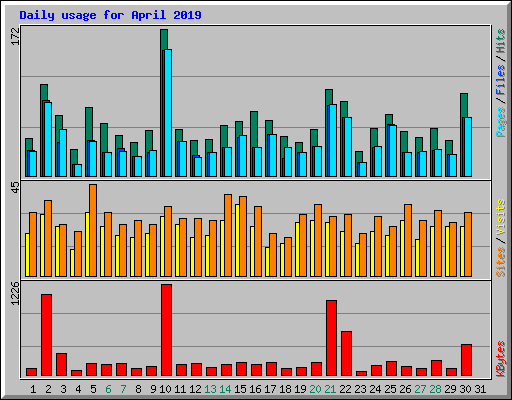 Daily usage for April 2019
172
Pages / Files / Hits
45
Sites / Visits
1226
KBytes
1 2 3 4 5 6 7 8 9 10 11 12 13 14 15 16 17 18 19 20 21 22 23 24 25 26 27 28 29 30 31